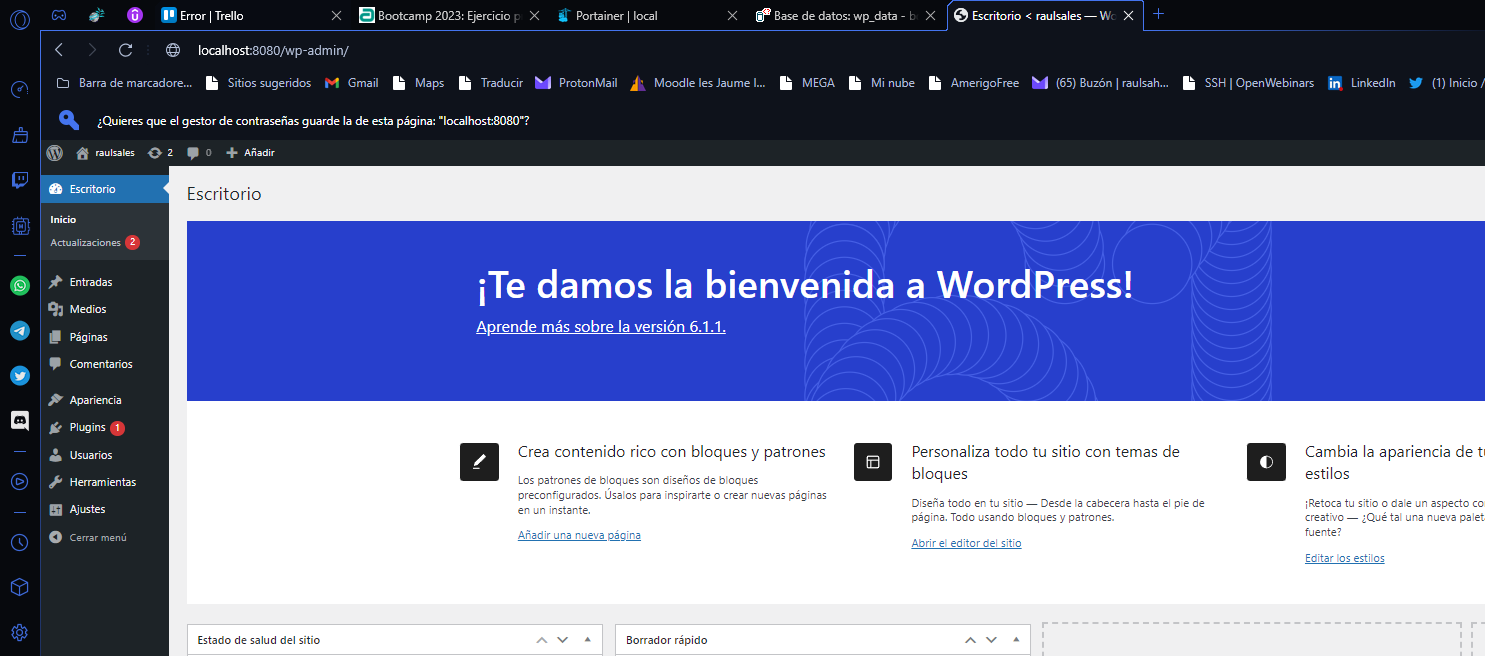 Error | Trello
Bootcamp 2023: Ejercicio p
Portainer | local
Base de datos: wp_data - b
Escritorio < raulsales — Wo
localhost:8080/wp-admin/
Barra de marcadore...
Sitios sugeridos
Gmail
Maps
Traducir
ProtonMail
Moodle les Jaume I...
MEGA
Mi nube
AmerigoFree
(65) Buzón | raulsah...
SSH | OpenWebinars
LinkedIn
(1) Inicio /
¿Quieres que el gestor de contraseñas guarde la de esta página: "localhost:8080"?
raulsales
2
0
Añadir
Escritorio
Inicio
Actualizaciones 2
Entradas
Medios
Páginas
Comentarios
Apariencia
Plugins 1
Usuarios
Herramientas
Ajustes
Cerrar menú
Escritorio
¡Te damos la bienvenida a WordPress!
Aprende más sobre la versión 6.1.1.
Crea contenido rico con bloques y patrones
Los patrones de bloques son diseños de bloques
preconfigurados. Úsalos para inspirarte o crear nuevas páginas
en un instante.
Añadir una nueva página
Personaliza todo tu sitio con temas de
bloques
Diseña todo en tu sitio — Desde la cabecera hasta el pie de
página. Todo usando bloques y patrones.
Abrir el editor del sitio
Cambia la apariencia de tu
estilos
¡Retoca tu sitio o dale un aspecto co
creativo — ¿Qué tal una nueva palet
fuente?
Editar los estilos
Estado de salud del sitio
Borrador rápido